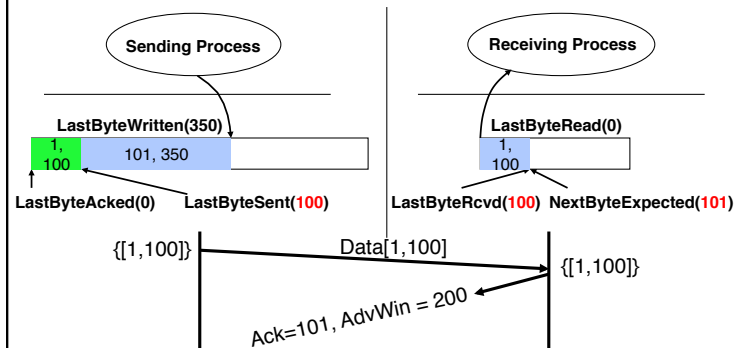 Sending Process
Receiving Process
LastByteWritten(350)
LastByteRead(0)
1,
100
101, 350
1,
100
LastByteAcked(0)
LastByteSent(100)
LastByteRcvd(100)
NextByteExpected(101)
{[1,100]}
Data[1,100]
{[1,100]}
Ack=101, AdvWin = 200